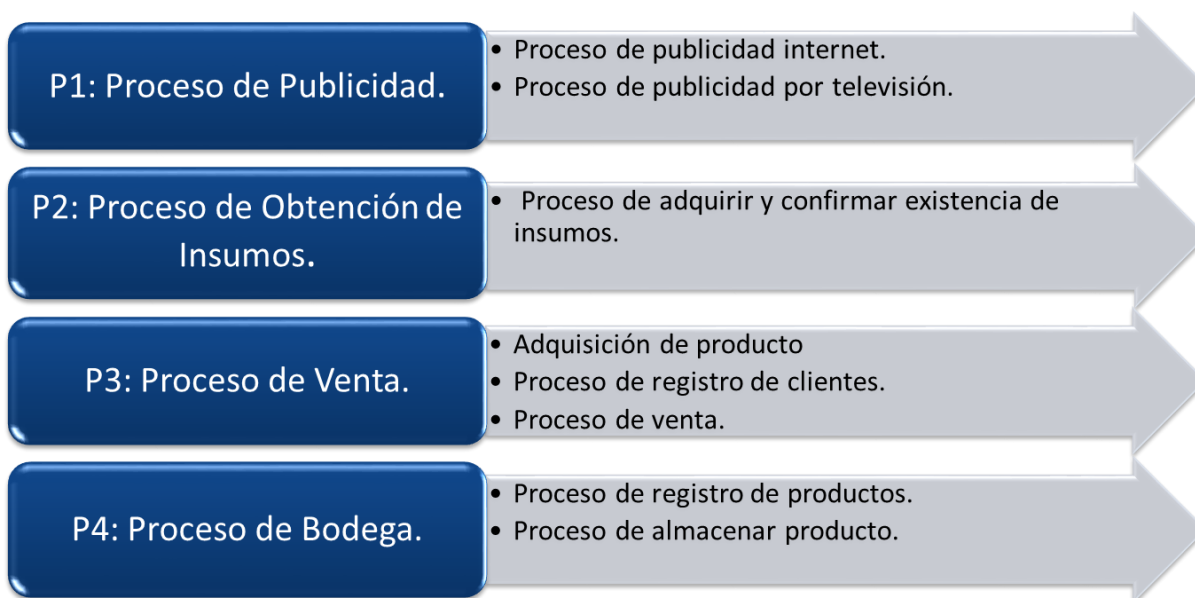 P1: Proceso de Publicidad.
• Proceso de publicidad internet.
• Proceso de publicidad por televisión.
P2: Proceso de Obtención de
Insumos.
• Proceso de adquirir y confirmar existencia de
insumos.
P3: Proceso de Venta.
• Adquisición de producto
• Proceso de registro de clientes.
• Proceso de venta.
P4: Proceso de Bodega.
• Proceso de registro de productos.
• Proceso de almacenar producto.